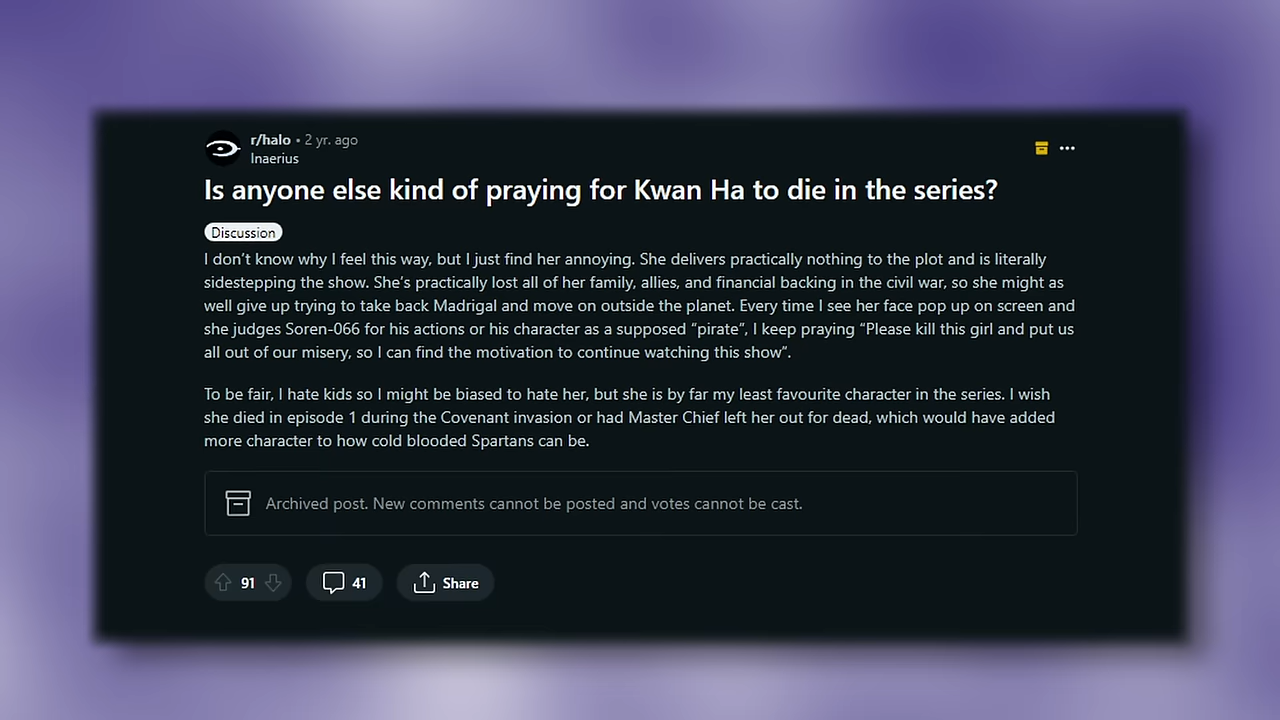 r/halo • 2 yr. ago
Inaerius
Is anyone else kind of praying for Kwan Ha to die in the series?
Discussion
I don’t know why I feel this way, but I just find her annoying. She delivers practically nothing to the plot and is literally
sidestepping the show. She’s practically lost all of her family, allies, and financial backing in the civil war, so she might as
well give up trying to take back Madrigal and move on outside the planet. Every time I see her face pop up on screen and
she judges Soren-066 for his actions or his character as a supposed “pirate”, I keep praying “Please kill this girl and put us
all out of our misery, so I can find the motivation to continue watching this show”.
To be fair, I hate kids so I might be biased to hate her, but she is by far my least favourite character in the series. I wish
she died in episode 1 during the Covenant invasion or had Master Chief left her out for dead, which would have added
more character to how cold blooded Spartans can be.
Archived post. New comments cannot be posted and votes cannot be cast.
91 41 Share